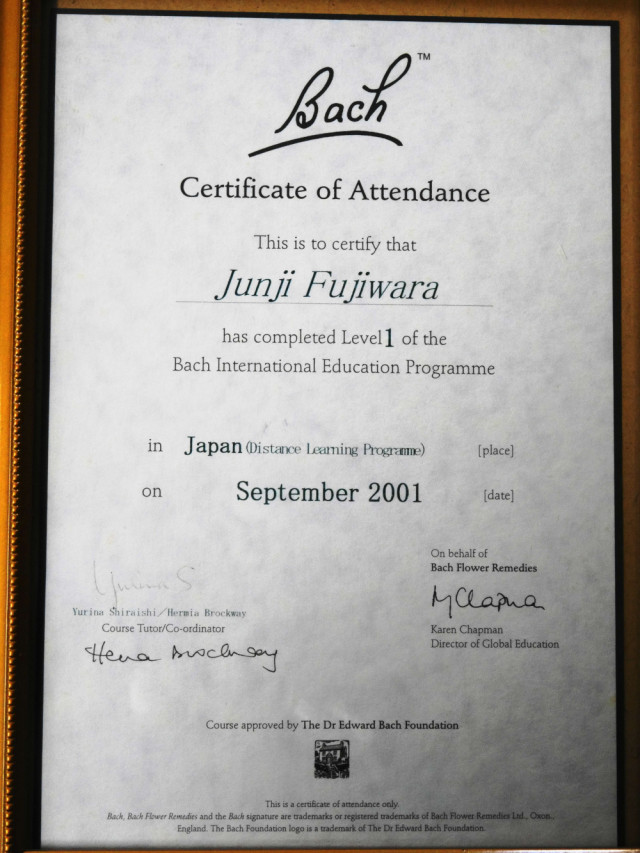 Bach™
Certificate of Attendance
This is to certify that
Junji Fujiwara
has completed Level 1 of the
Bach International Education Programme
in Japan (Distance Learning Programme) [place]
on September 2001 [date]
On behalf of
Bach Flower Remedies
Yurina S
Yurina Shiraishi/Hermia Brockway
Course Tutor/Co-ordinator
Karen Chapman
Director of Global Education
Course approved by The Dr Edward Bach Foundation
This is a certificate of attendance only.
Bach, Bach Flower Remedies and the Bach signature are trademarks or registered trademarks of Bach Flower Remedies Ltd., Oxon.,
England. The Bach Foundation logo is a trademark of The Dr Edward Bach Foundation.